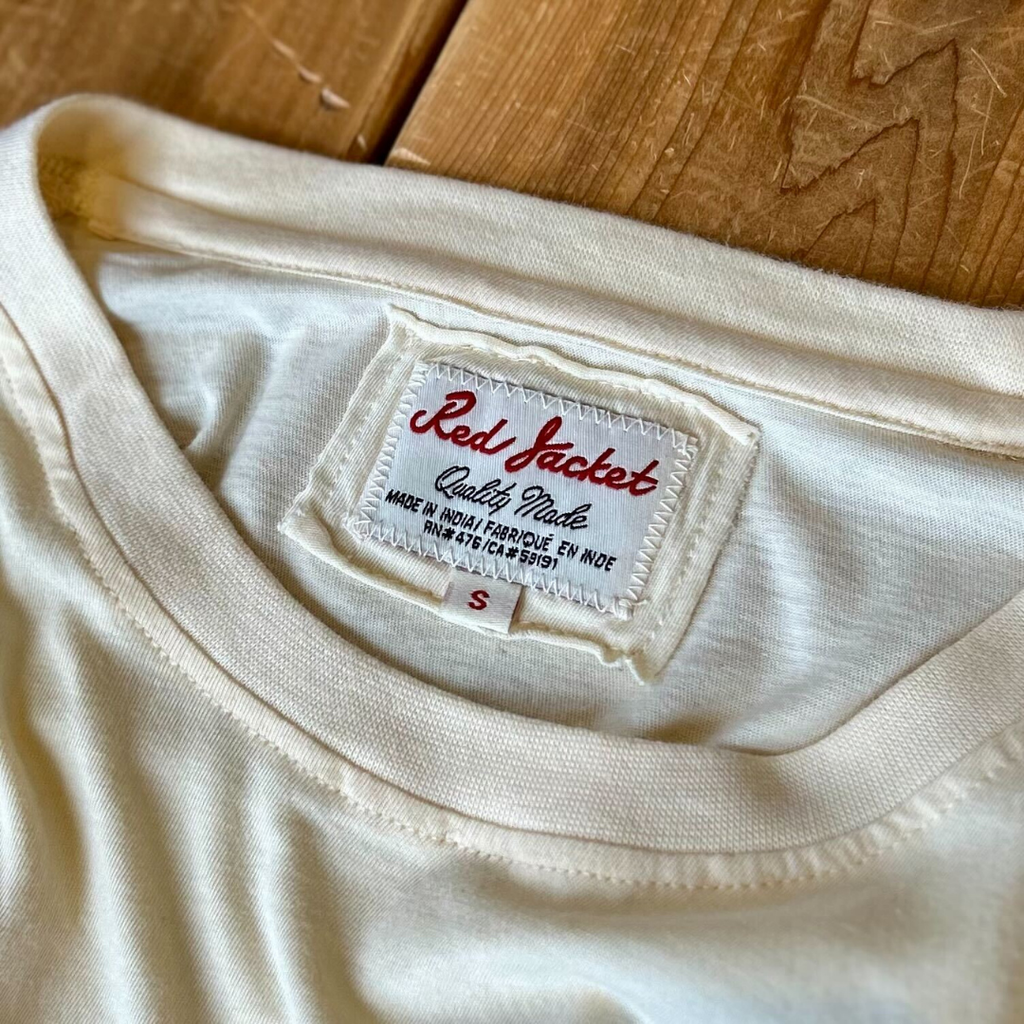 Red Jacket
Quality Made
MADE IN INDIA/ FABRIQUÉ EN INDE
RN#476/CA#59191
S